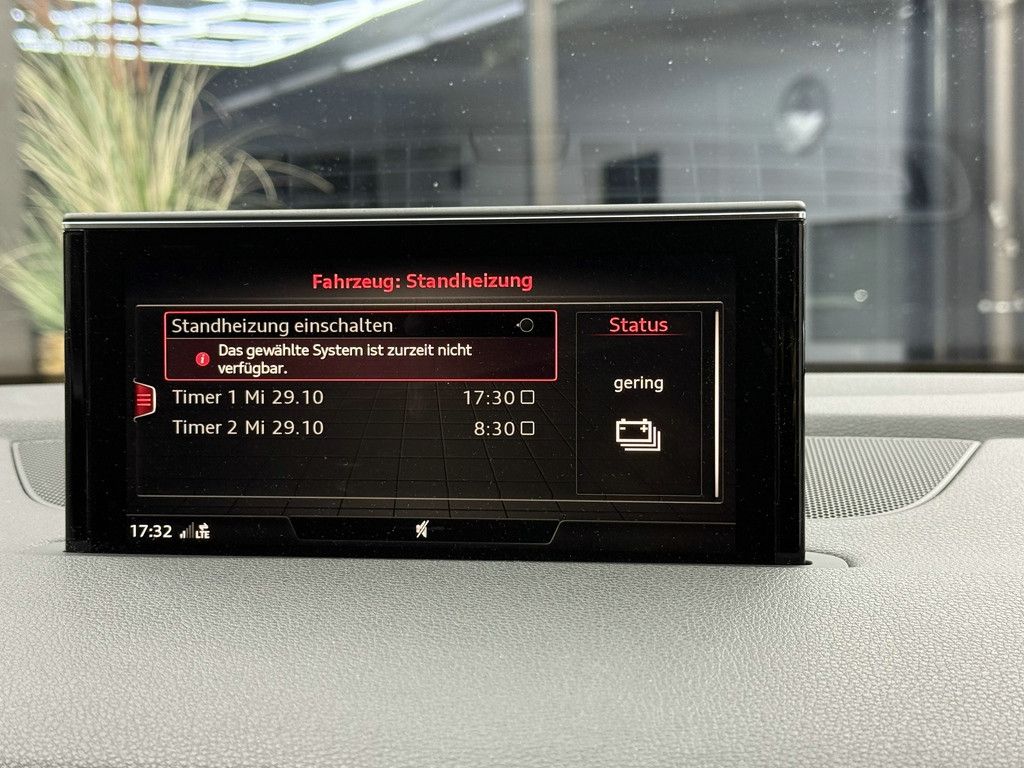 Fahrzeug: Standheizung
Standheizung einschalten
Das gewählte System ist zurzeit nicht
verfügbar.
Timer 1 Mi 29.10 17:30
Timer 2 Mi 29.10 8:30
Status
gering
17:32 LTE